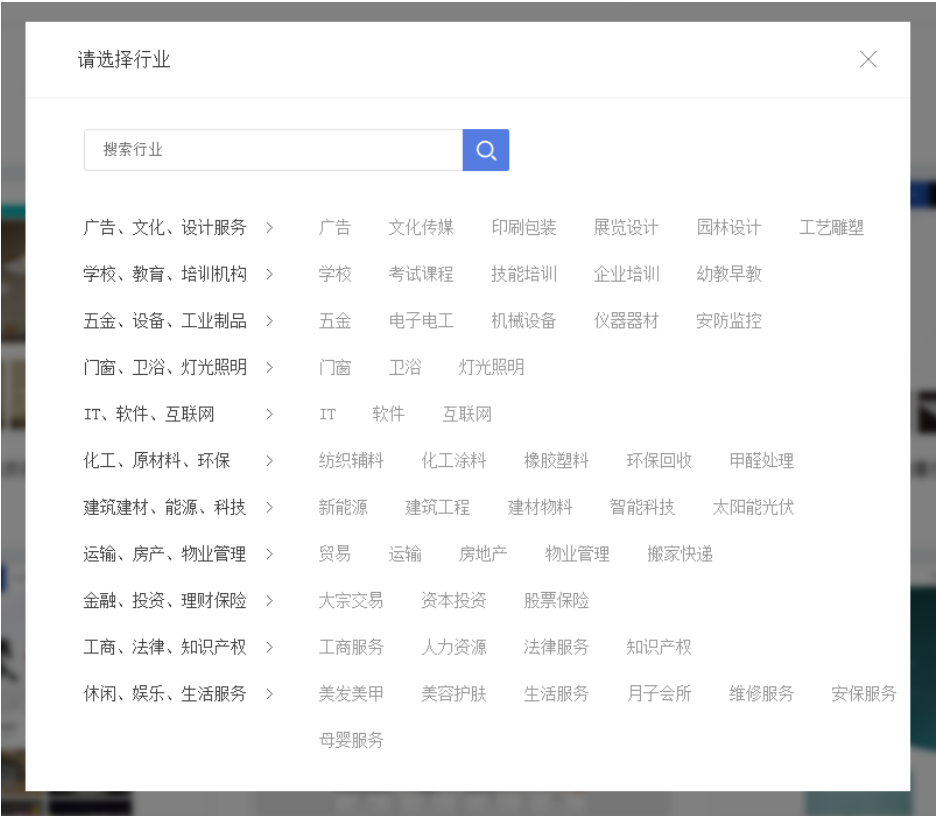 请选择行业
搜索行业
广告、文化、设计服务 > 广告 文化传媒 印刷包装 展览设计 园林设计 工艺雕塑
学校、教育、培训机构 > 学校 考试课程 技能培训 企业培训 幼教早教
五金、设备、工业制品 > 五金 电子电工 机械设备 仪器器材 安防监控
门窗、卫浴、灯光照明 > 门窗 卫浴 灯光照明
IT、软件、互联网 > IT 软件 互联网
化工、原材料、环保 > 纺织辅料 化工涂料 橡胶塑料 环保回收 甲醛处理
建筑建材、能源、科技 > 新能源 建筑工程 建材物料 智能科技 太阳能光伏
运输、房产、物业管理 > 贸易 运输 房地产 物业管理 搬家快递
金融、投资、理财保险 > 大宗交易 资本投资 股票保险
工商、法律、知识产权 > 工商服务 人力资源 法律服务 知识产权
休闲、娱乐、生活服务 > 美发美甲 美容护肤 生活服务 月子会所 维修服务 安保服务
母婴服务